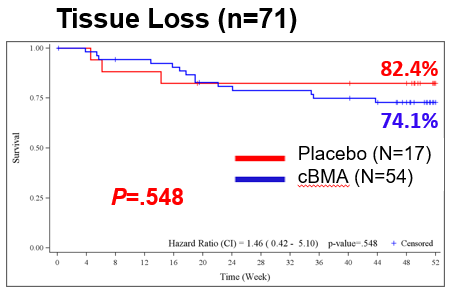 Tissue Loss (n=71)
1.00
82.4%
0.75
74.1%
Survival
0.50
Placebo (N=17)
cBMA (N=54)
0.25
P=.548
0.00
Hazard Ratio (CI) = 1.46 ( 0.42 - 5.10) p-value=.548 + Censored
0 4 8 12 16 20 24 28 32 36 40 44 48 52
Time (Week)